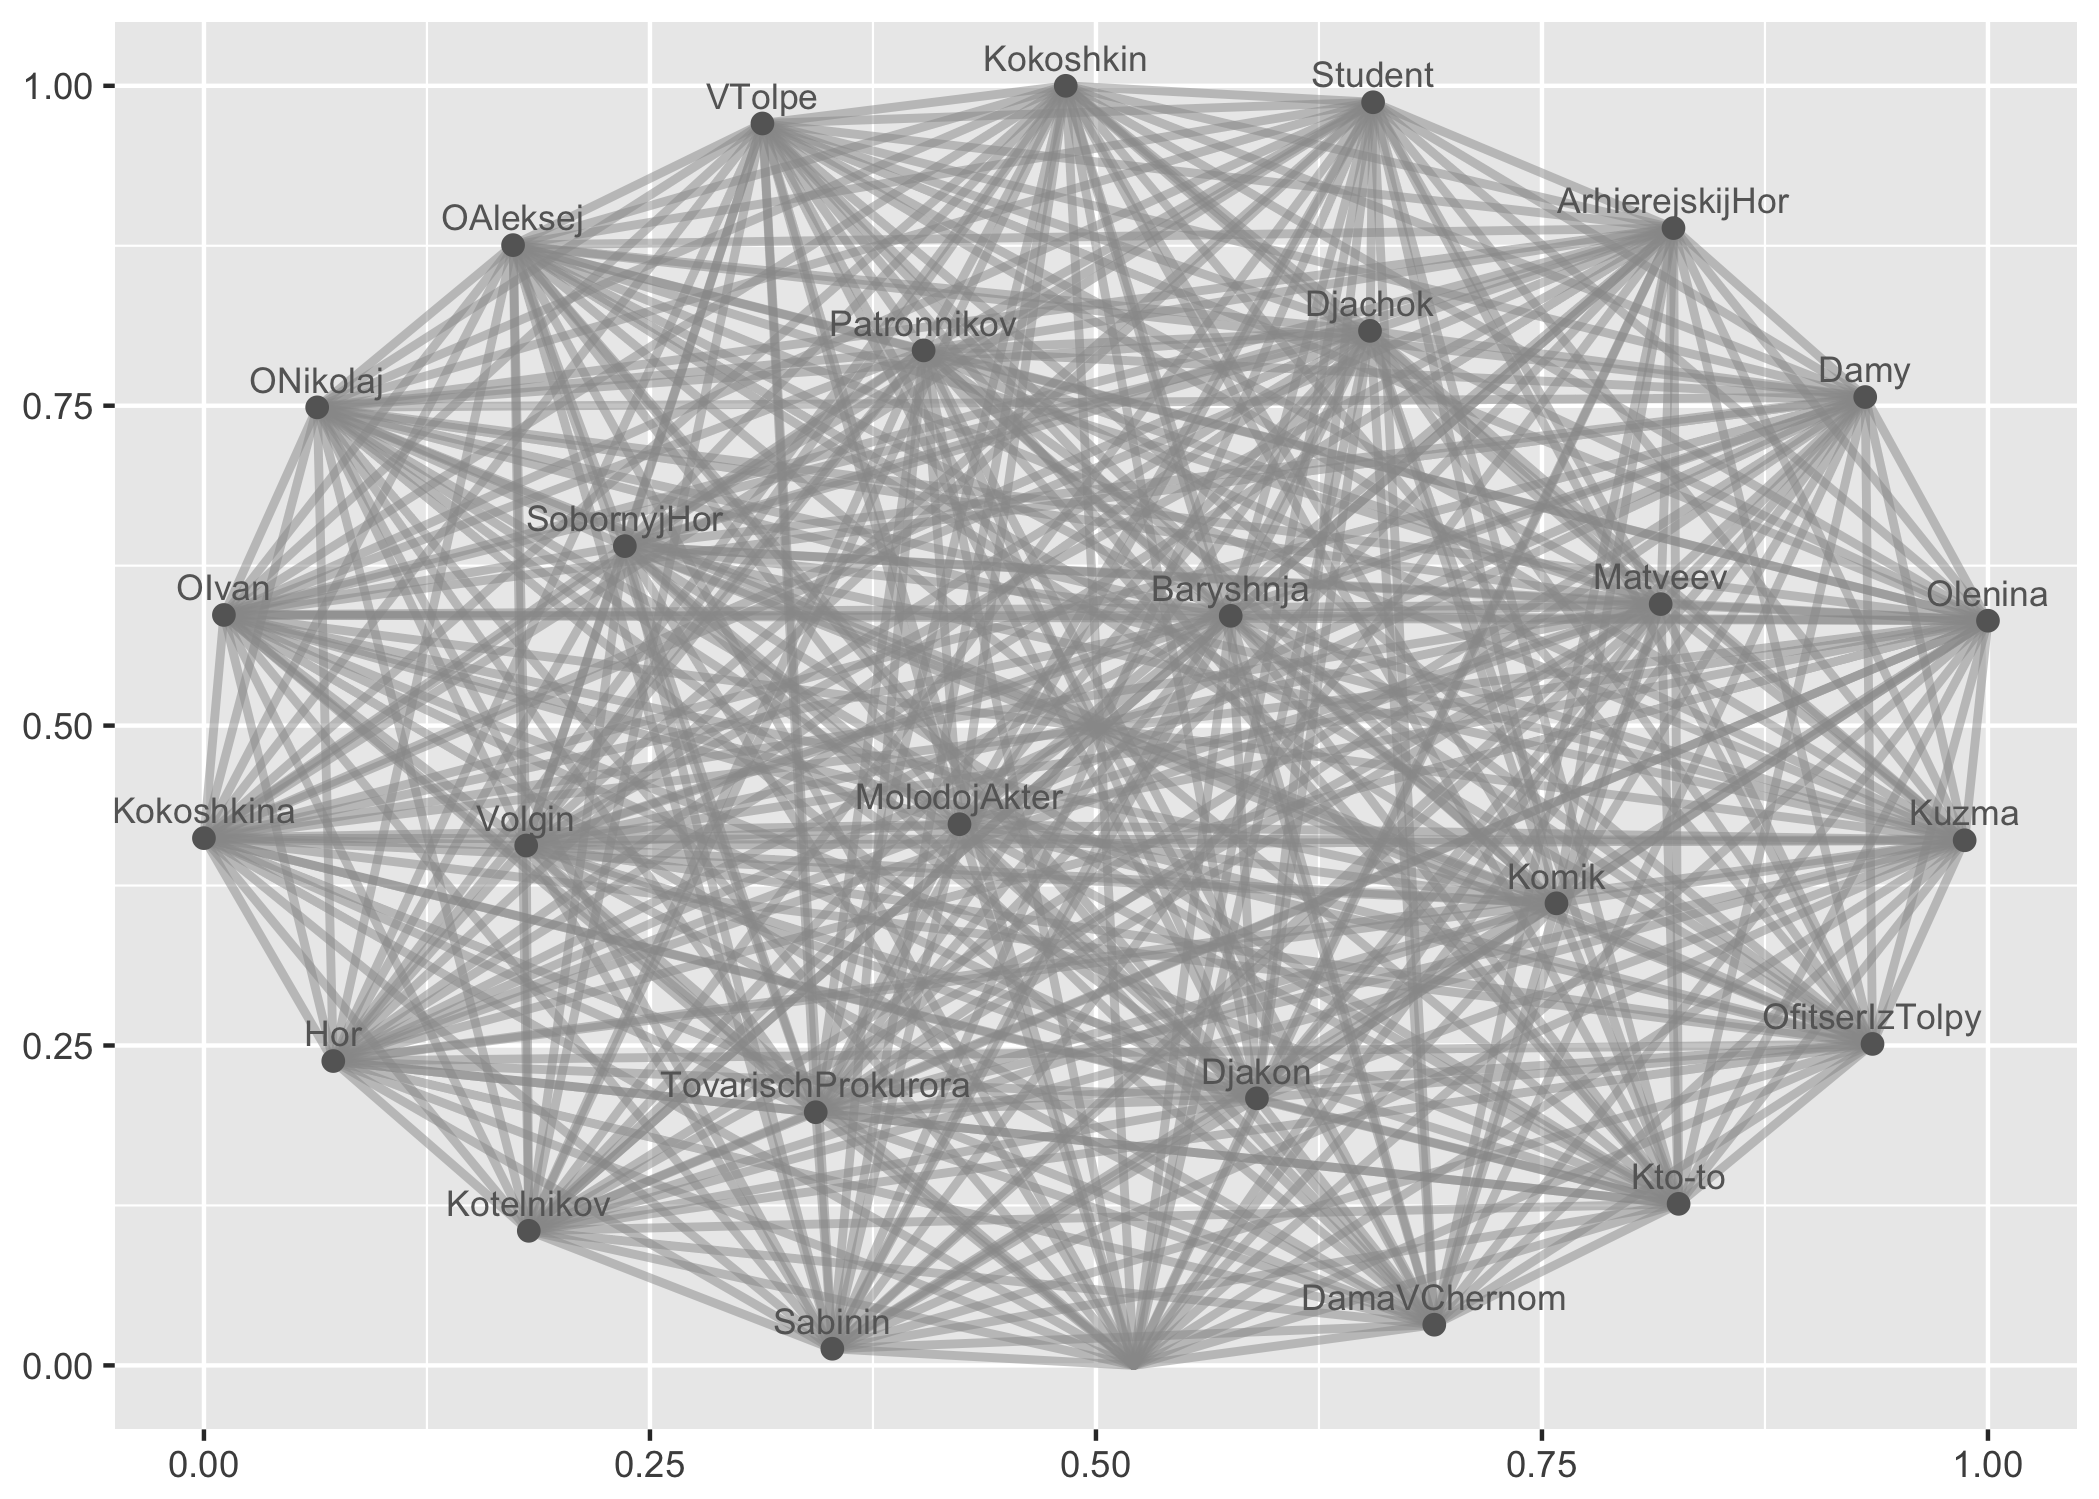 Kokoshkin
Student
VTolpe
1.00
ArhierejskijHor
OAleksej
Djachok
Patronnikov
Damy
ONikolaj
0.75
SobornyjHor
Matveev
OIvan
Baryshnja
Olenina
0.50
MolodojAkter
Kokoshkina
Kuzma
Volgin
Komik
OfitserIzTolpy
Hor
0.25
Djakon
TovarischProkurora
Kto-to
Kotelnikov
DamaVChernom
Sabinin
0.00
0.00 0.25 0.50 0.75 1.00